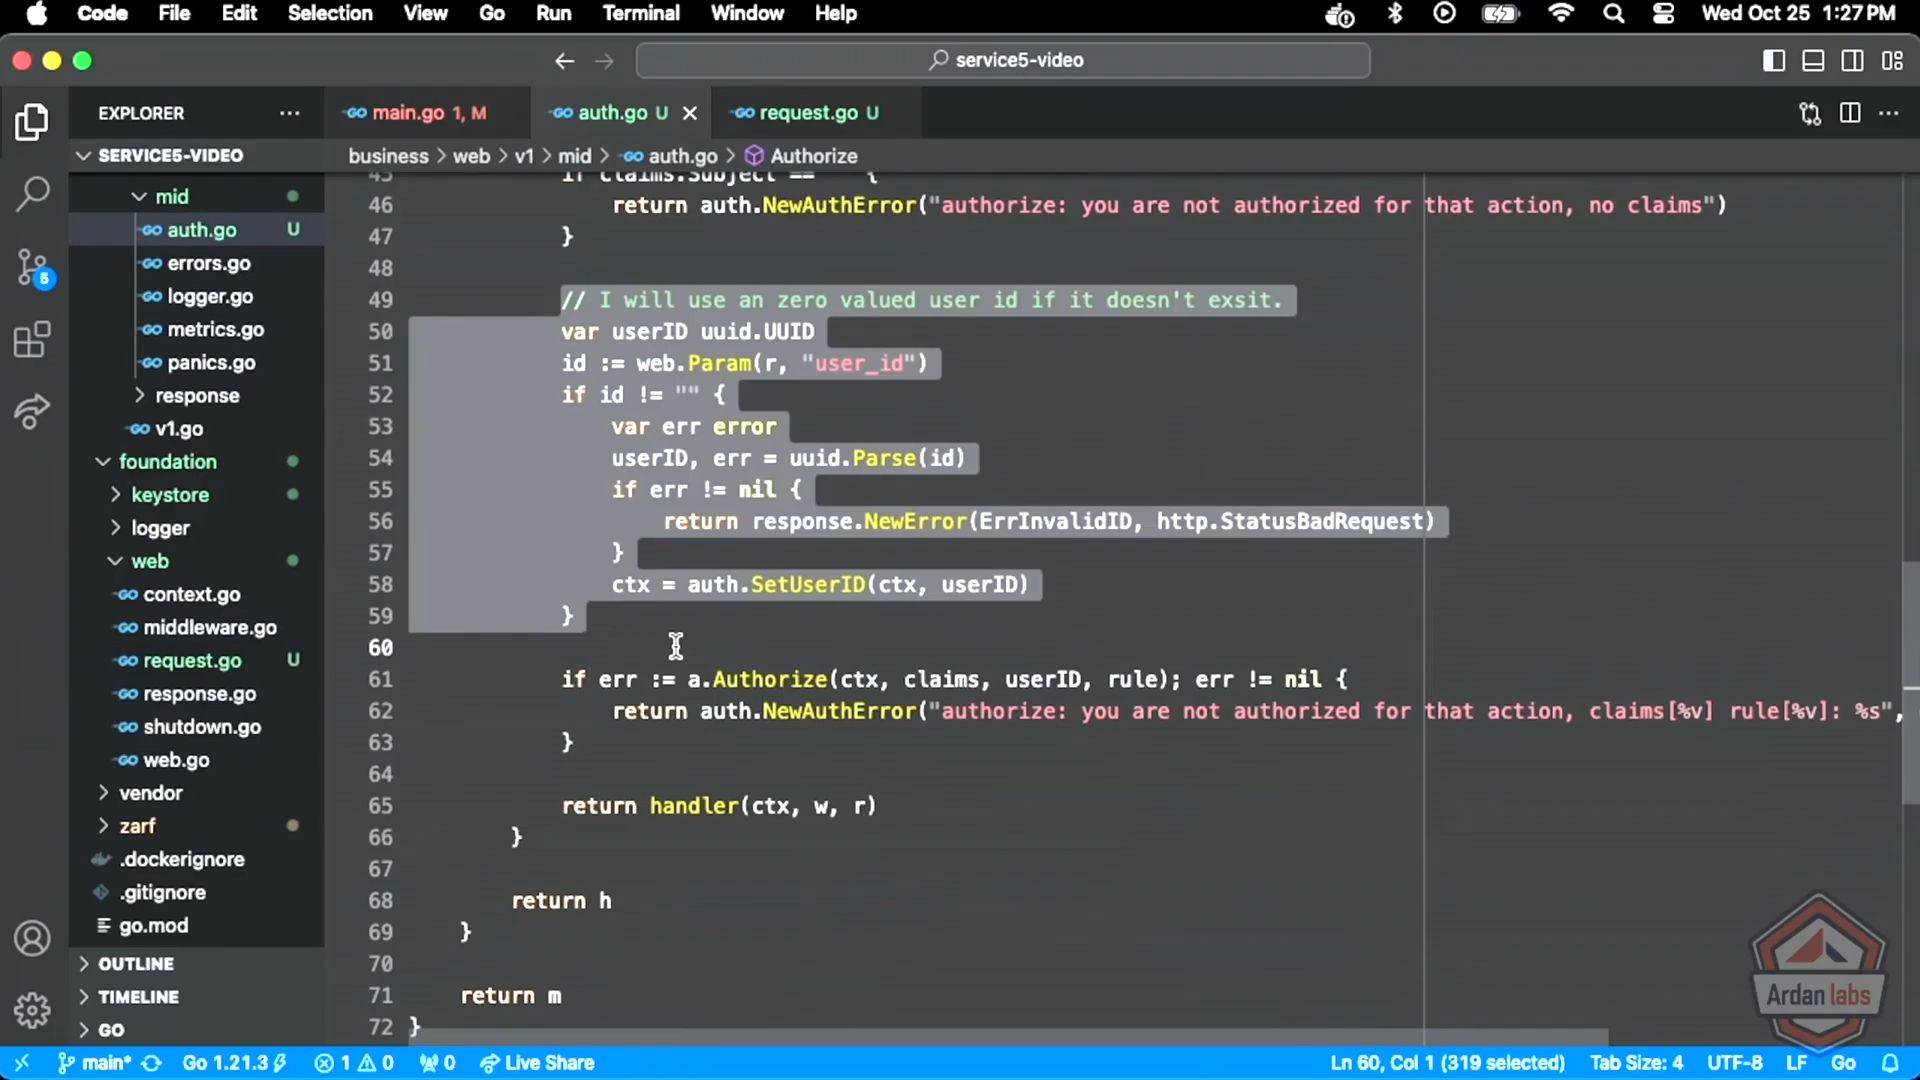 Code File Edit Selection View Go Run Terminal Window Help Wed Oct 25 1:27 PM
service5-video
EXPLORER ···
main.go 1, M
auth.go U
request.go U
SERVICE5-VIDEO
business > web > v1 > mid > auth.go > Authorize
mid
auth.go U
errors.go
logger.go
metrics.go
panics.go
response
v1.go
foundation
keystore
logger
web
context.go
middleware.go
request.go U
response.go
shutdown.go
web.go
vendor
zarf
.dockerignore
.gitignore
go.mod
OUTLINE
TIMELINE
GO
5
45 if claims.Subject == {
46 return auth.NewAuthError("authorize: you are not authorized for that action, no claims")
47 }
48
49 // I will use an zero valued user id if it doesn't exsit.
50 var userID uuid.UUID
51 id := web.Param(r, "user_id")
52 if id != "" {
53 var err error
54 userID, err = uuid.Parse(id)
55 if err != nil {
56 return response.NewError(ErrInvalidID, http.StatusBadRequest)
57 }
58 ctx = auth.SetUserID(ctx, userID)
59 }
60
61 if err := a.Authorize(ctx, claims, userID, rule); err != nil {
62 return auth.NewAuthError("authorize: you are not authorized for that action, claims[%v] rule[%v]: %s",
63 }
64
65 return handler(ctx, w, r)
66 }
67
68 return h
69 }
70
71 return m
72 }
Ardan labs
main* Go 1.21.3 1 0 0 Live Share Ln 60, Col 1 (319 selected) Tab Size: 4 UTF-8 LF Go